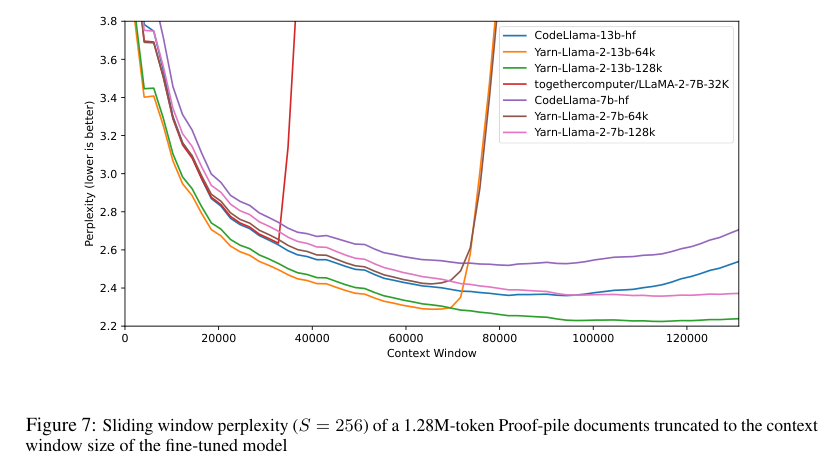 3.8
3.6
3.4
3.2
3.0
2.8
2.6
2.4
2.2
Perplexity (lower is better)
CodeLlama-13b-hf
Yarn-Llama-2-13b-64k
Yarn-Llama-2-13b-128k
togethercomputer/LLaMA-2-7B-32K
CodeLlama-7b-hf
Yarn-Llama-2-7b-64k
Yarn-Llama-2-7b-128k
0 20000 40000 60000 80000 100000 120000
Context Window
Figure 7: Sliding window perplexity (S = 256) of a 1.28M-token Proof-pile documents truncated to the context
window size of the fine-tuned model